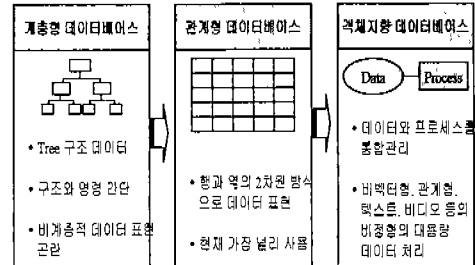 계층형 데이터베이스
• Tree 구조 데이터
• 구조와 명령 간단
• 비계층적 데이터 표현
곤란
관계형 데이터베이스
• 행과 열의 2차원 방식
으로 데이터 표현
• 현재 가장 널리 사용
객체지향 데이터베이스
Data
Process
• 데이터와 프로세스를
통합관리
• 비벡터형, 관계형,
텍스트, 비디오 등의
비정형의 대용량
데이터 처리